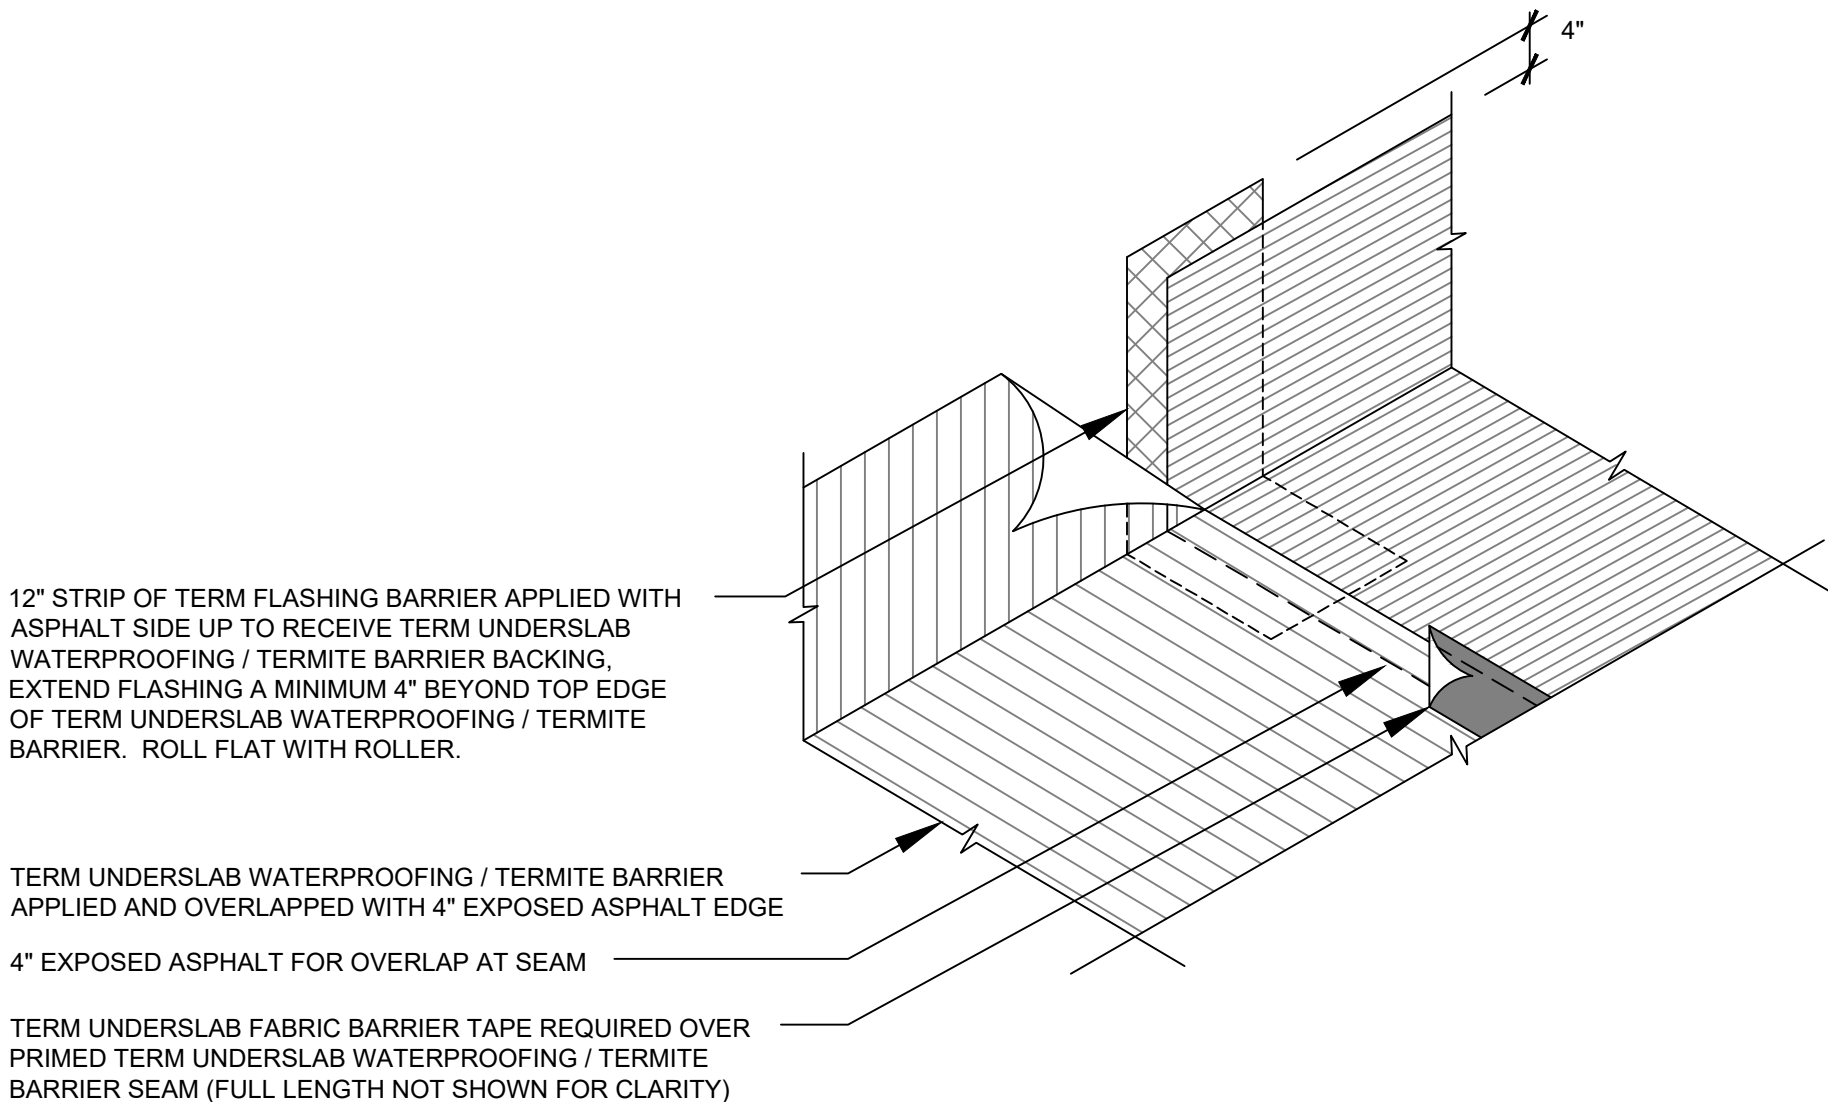 4"
12" STRIP OF TERM FLASHING BARRIER APPLIED WITH
ASPHALT SIDE UP TO RECEIVE TERM UNDERSLAB
WATERPROOFING / TERMITE BARRIER BACKING,
EXTEND FLASHING A MINIMUM 4" BEYOND TOP EDGE
OF TERM UNDERSLAB WATERPROOFING / TERMITE
BARRIER.  ROLL FLAT WITH ROLLER.
TERM UNDERSLAB WATERPROOFING / TERMITE BARRIER
APPLIED AND OVERLAPPED WITH 4" EXPOSED ASPHALT EDGE
4" EXPOSED ASPHALT FOR OVERLAP AT SEAM
TERM UNDERSLAB FABRIC BARRIER TAPE REQUIRED OVER
PRIMED TERM UNDERSLAB WATERPROOFING / TERMITE
BARRIER SEAM (FULL LENGTH NOT SHOWN FOR CLARITY)